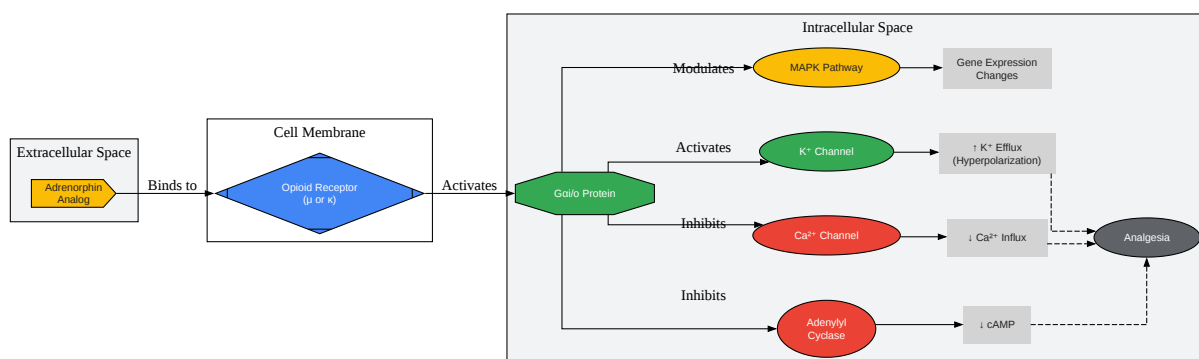 Intracellular Space
Modulates
MAPK Pathway
Gene Expression
Changes
Cell Membrane
Extracellular Space
Activates
K⁺ Channel
↑ K⁺ Efflux
(Hyperpolarization)
Adrenorphin
Analog
Binds to
Opioid Receptor
(μ or κ)
Activates
Gαi/o Protein
Inhibits
Ca²⁺ Channel
↓ Ca²⁺ Influx
Analgesia
Inhibits
Adenylyl
Cyclase
↓ cAMP